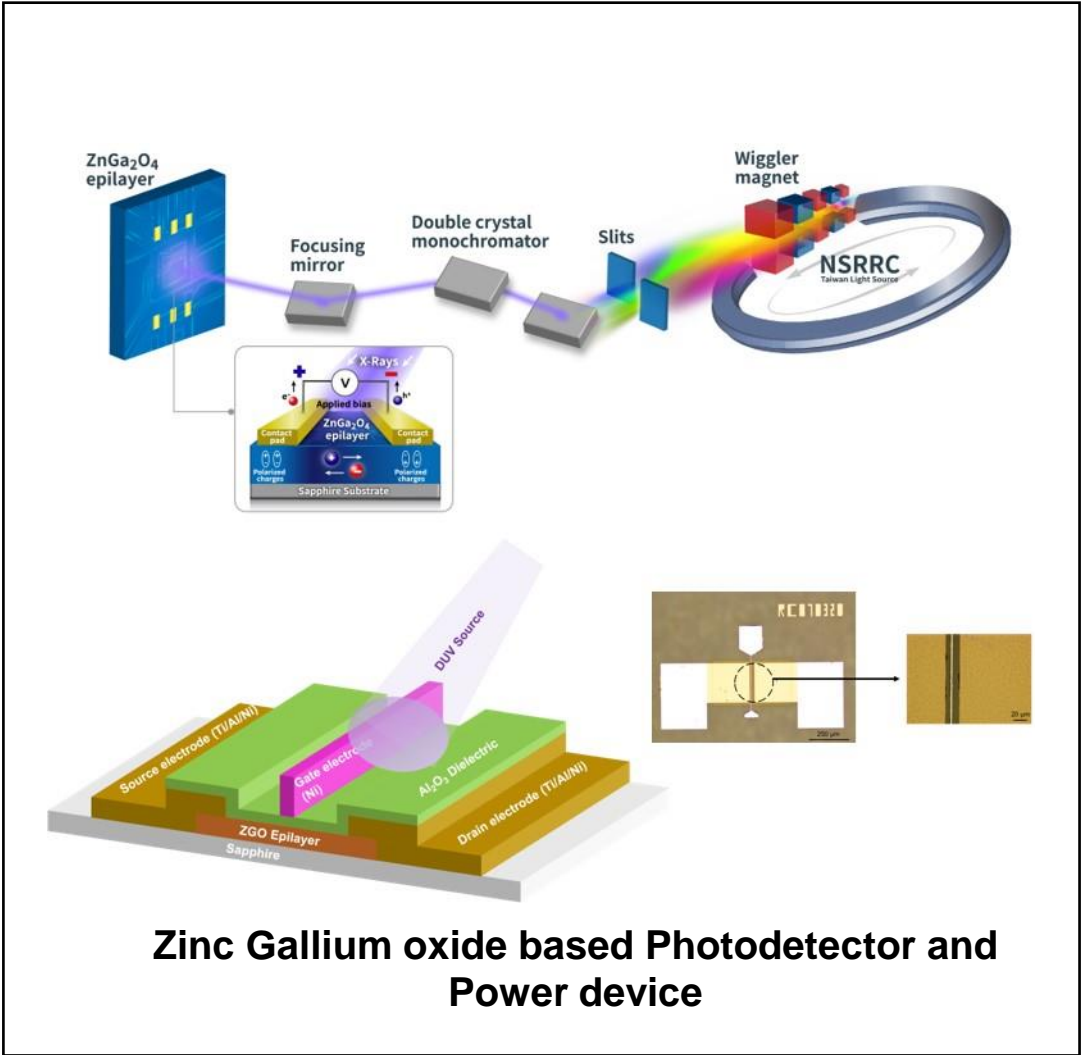 ZnGa₂O₄
epilayer
Focusing
mirror
Double crystal
monochromator
Slits
Wiggler
magnet
NSRRC
Taiwan Light Source
X-Rays
+
−
V
e⁻
h⁺
Applied bias
ZnGa₂O₄
epilayer
Contact
pad
Contact
pad
Polarized
charges
Polarized
charges
Sapphire Substrate
DUV Source
Source electrode (Ti/Al/Ni)
Gate electrode
(Ni)
Al₂O₃ Dielectric
Drain electrode (Ti/Al/Ni)
ZGO Epilayer
Sapphire
250 µm
20 µm
Zinc Gallium oxide based Photodetector and
Power device